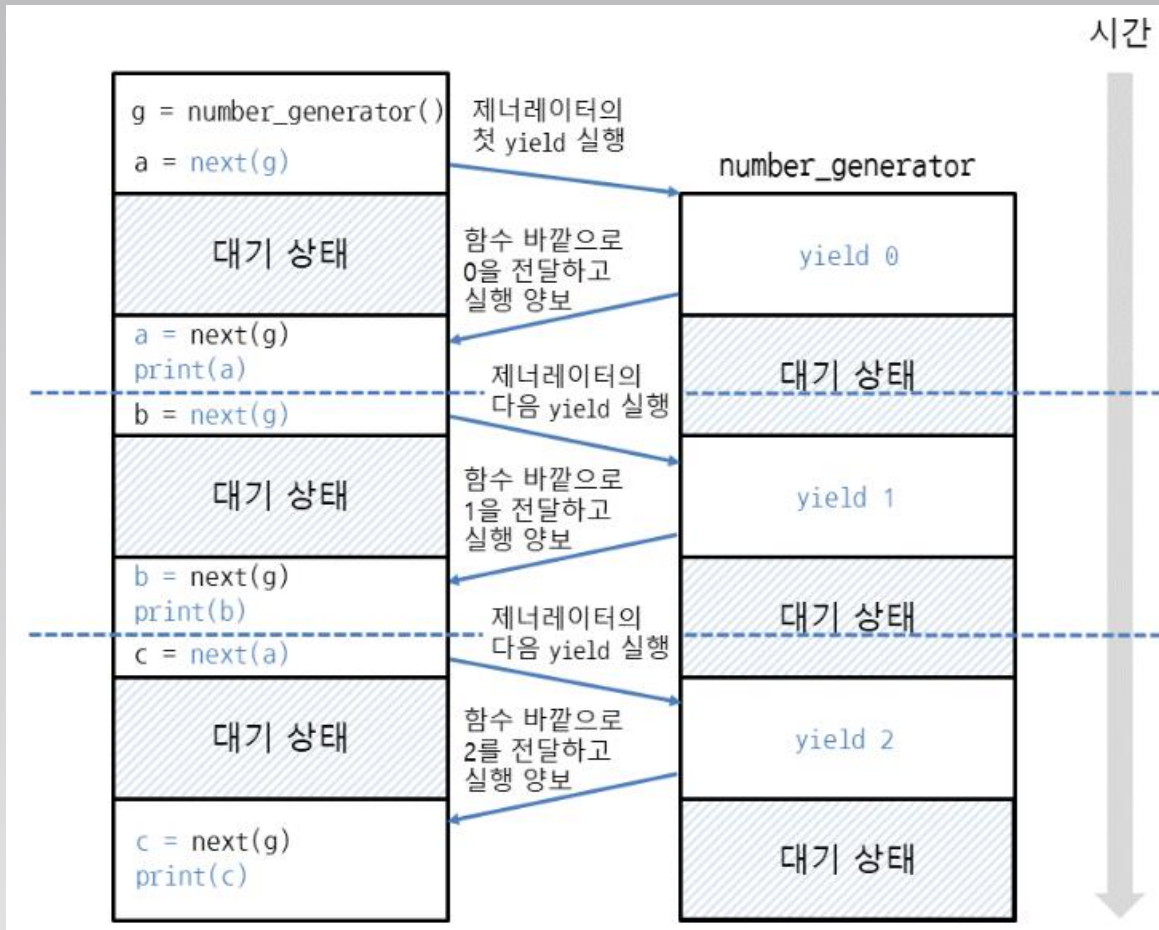 시간
g = number_generator()
a = next(g)
제너레이터의
첫 yield 실행
number_generator
대기 상태
함수 바깥으로
0을 전달하고
실행 양보
yield 0
a = next(g)
print(a)
대기 상태
제너레이터의
다음 yield 실행
b = next(g)
대기 상태
함수 바깥으로
1을 전달하고
실행 양보
yield 1
b = next(g)
print(b)
대기 상태
제너레이터의
다음 yield 실행
c = next(a)
대기 상태
함수 바깥으로
2를 전달하고
실행 양보
yield 2
c = next(g)
print(c)
대기 상태